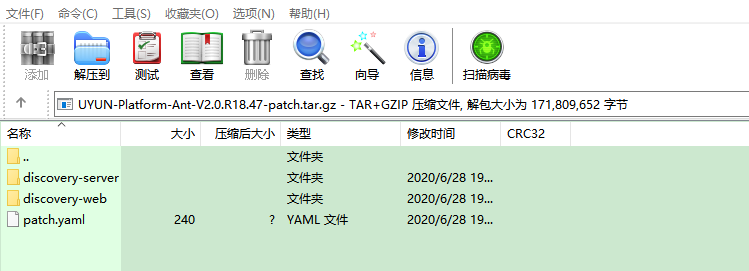 文件(F) 命令(C) 工具(S) 收藏夹(O) 选项(N) 帮助(H)
添加 解压到 测试 查看 删除 查找 向导 信息 扫描病毒
UYUN-Platform-Ant-V2.0.R18.47-patch.tar.gz - TAR+GZIP 压缩文件, 解包大小为 171,809,652 字节
名称 大小 压缩后大小 类型 修改时间 CRC32
.. 文件夹
discovery-server 文件夹 2020/6/28 19...
discovery-web 文件夹 2020/6/28 19...
patch.yaml 240 ? YAML 文件 2020/6/28 19...